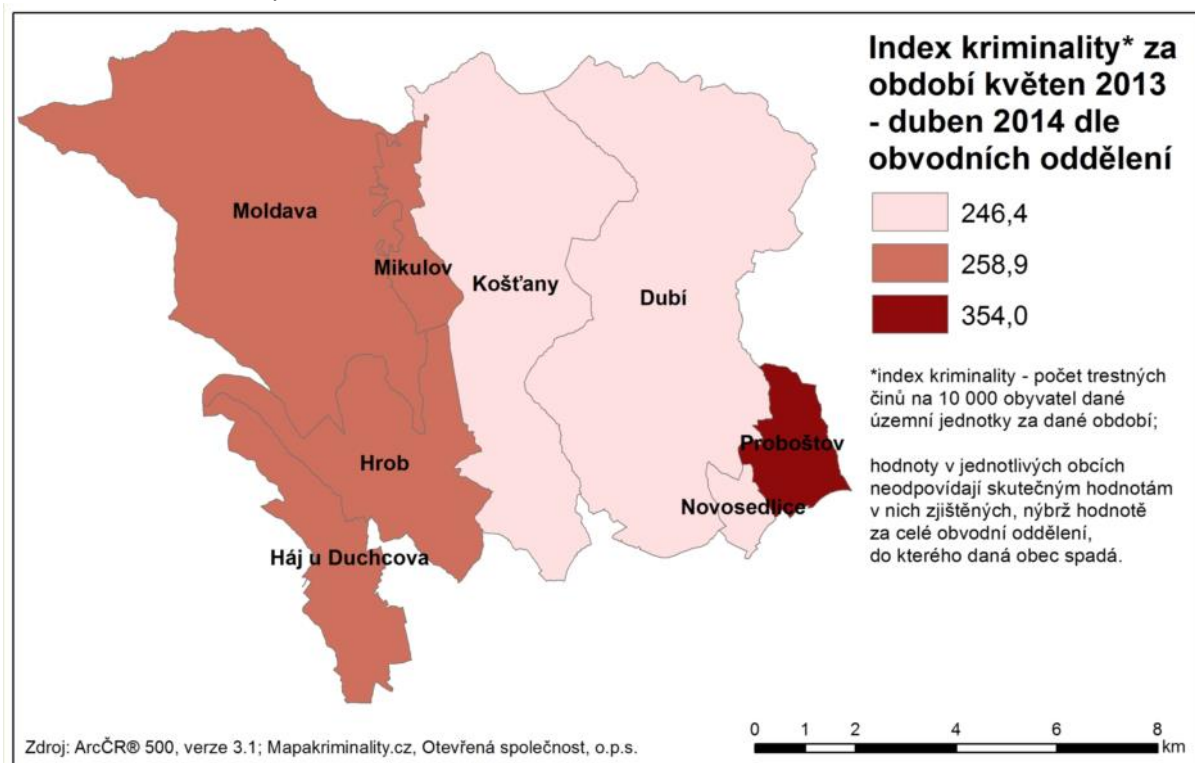 Index kriminality* za
období květen 2013
- duben 2014 dle
obvodních oddělení
246,4
258,9
354,0
*index kriminality - počet trestných
činů na 10 000 obyvatel dané
územní jednotky za dané období;
hodnoty v jednotlivých obcích
neodpovídají skutečným hodnotám
v nich zjištěných, nýbrž hodnotě
za celé obvodní oddělení,
do kterého daná obec spadá.
Moldava
Mikulov
Košťany
Dubí
Proboštov
Hrob
Novosedlice
Háj u Duchcova
Zdroj: ArcČR® 500, verze 3.1; Mapakriminality.cz, Otevřená společnost, o.p.s.
0 1 2 4 6 8
km